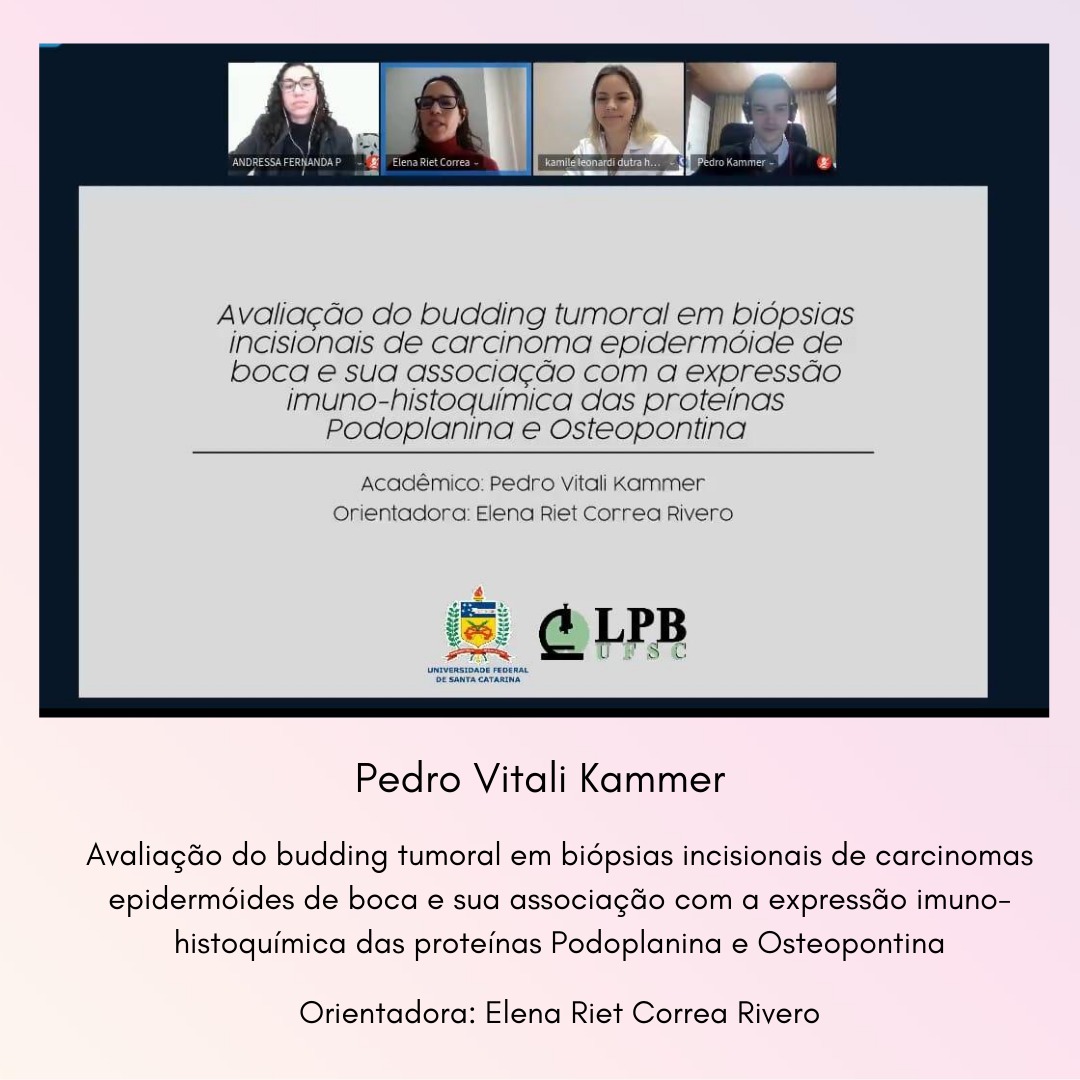 ANDRESSA FERNANDA P
Elena Riet Correa
kamile leonardi dutra h...
Pedro Kammer
Avaliação do budding tumoral em biópsias
incisionais de carcinoma epidermóide de
boca e sua associação com a expressão
imuno-histoquímica das proteínas
Podoplanina e Osteopontina
Acadêmico: Pedro Vitali Kammer
Orientadora: Elena Riet Correa Rivero
UNIVERSIDADE FEDERAL
DE SANTA CATARINA
LPB
UFSC
Pedro Vitali Kammer
Avaliação do budding tumoral em biópsias incisionais de carcinomas
epidermóides de boca e sua associação com a expressão imuno-
histoquímica das proteínas Podoplanina e Osteopontina
Orientadora: Elena Riet Correa Rivero